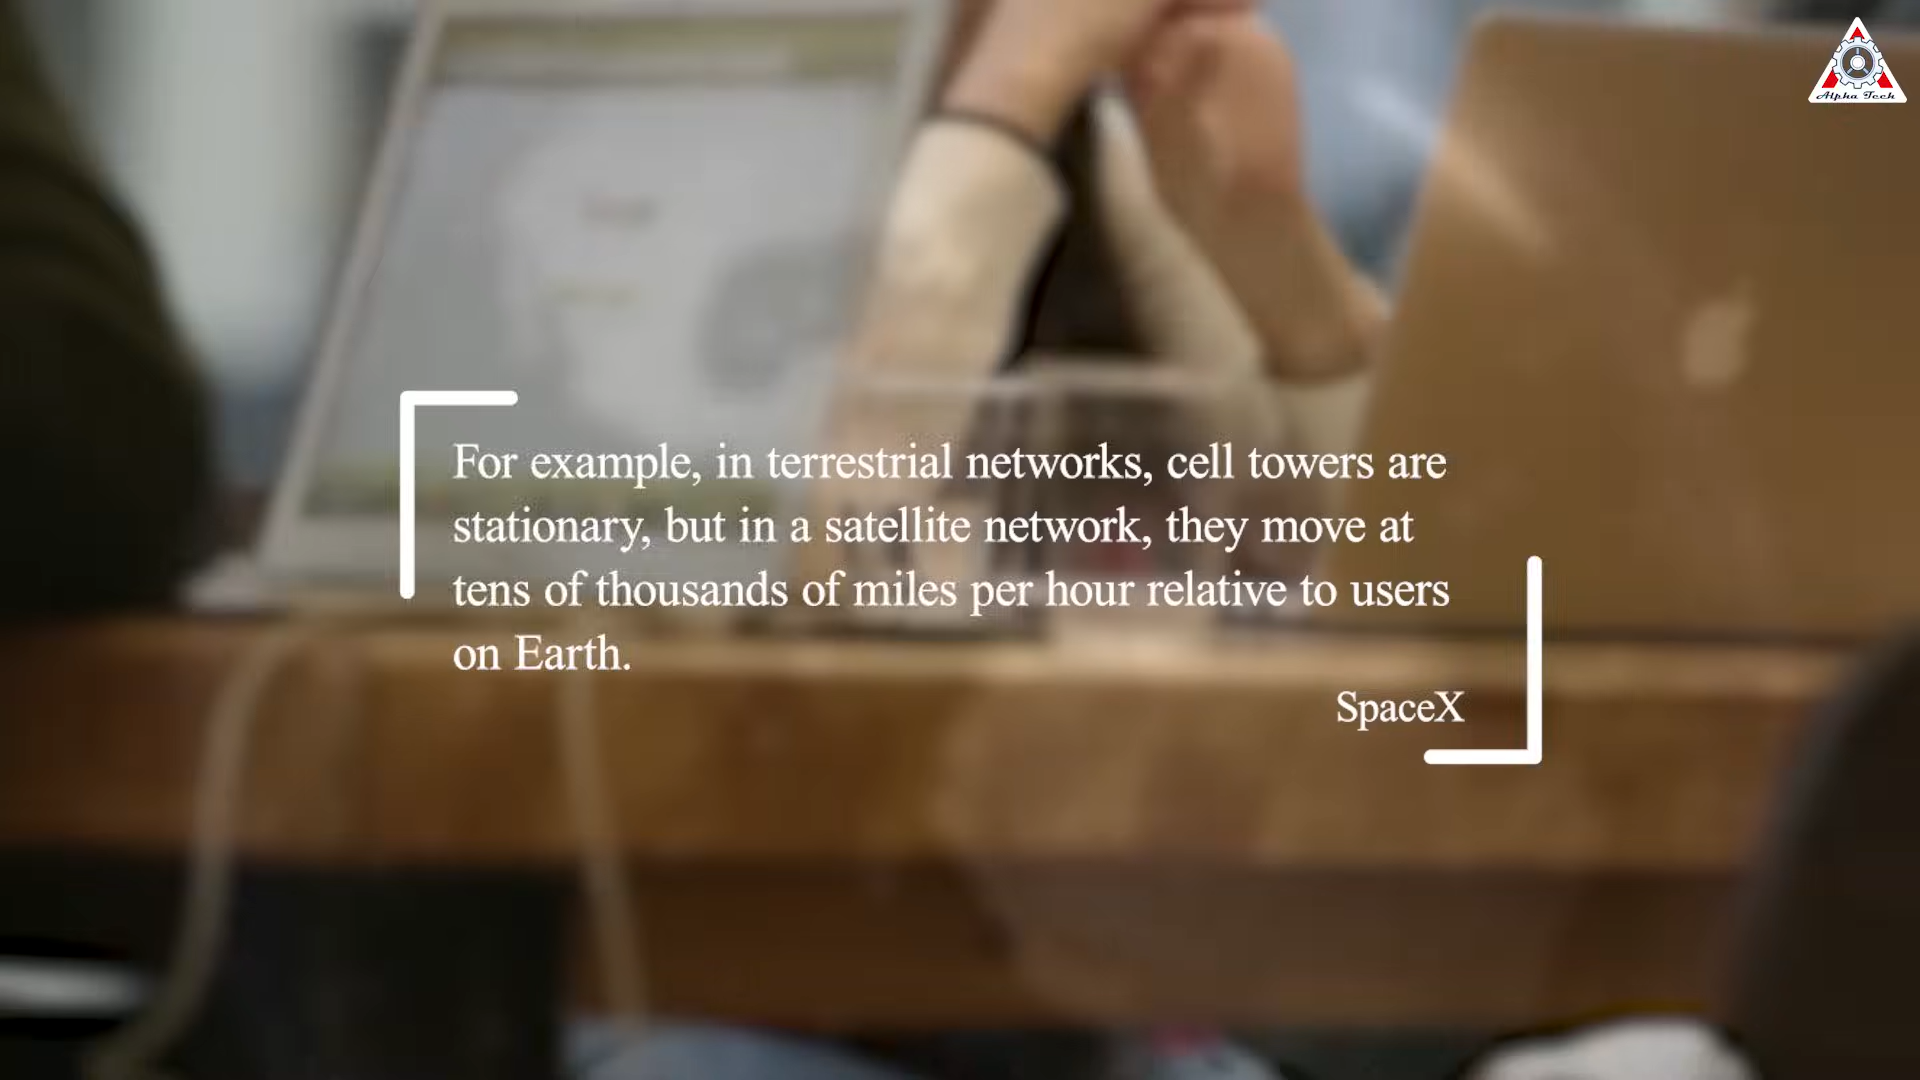 Alpha Tech
For example, in terrestrial networks, cell towers are
stationary, but in a satellite network, they move at
tens of thousands of miles per hour relative to users
on Earth.
SpaceX